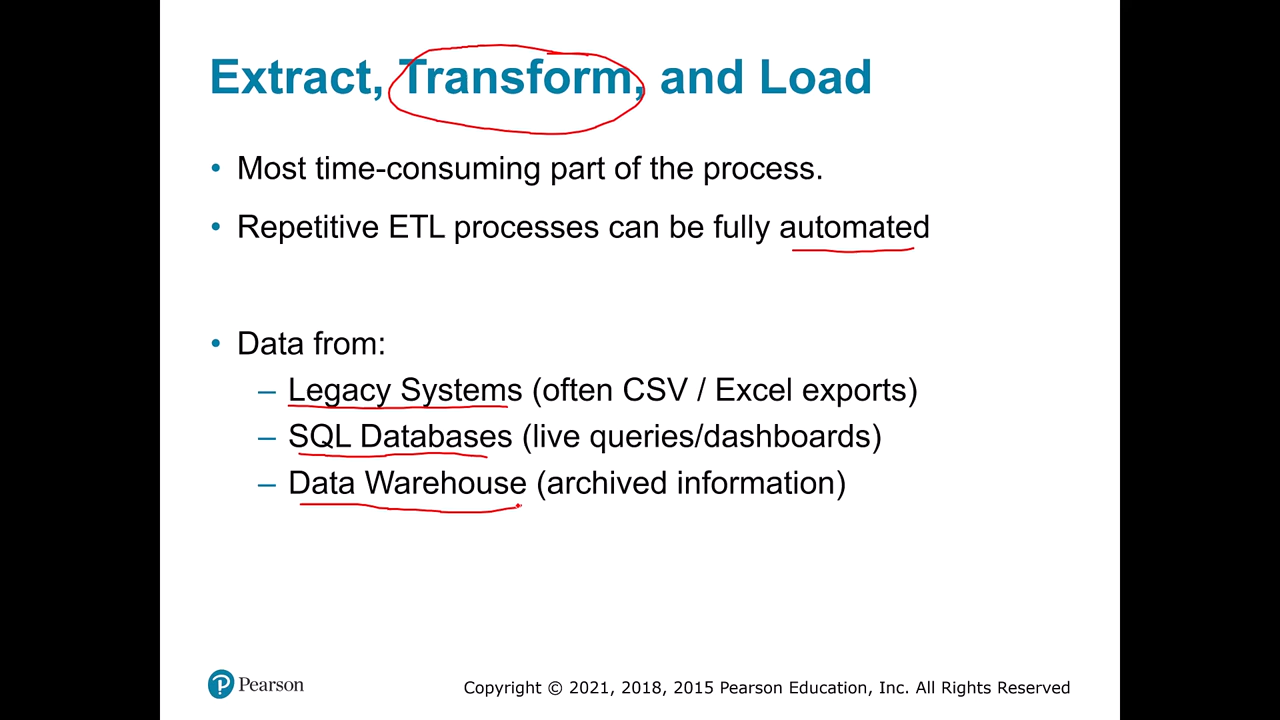 Extract, Transform, and Load
• Most time-consuming part of the process.
• Repetitive ETL processes can be fully automated
• Data from:
– Legacy Systems (often CSV / Excel exports)
– SQL Databases (live queries/dashboards)
– Data Warehouse (archived information)
P Pearson
Copyright © 2021, 2018, 2015 Pearson Education, Inc. All Rights Reserved